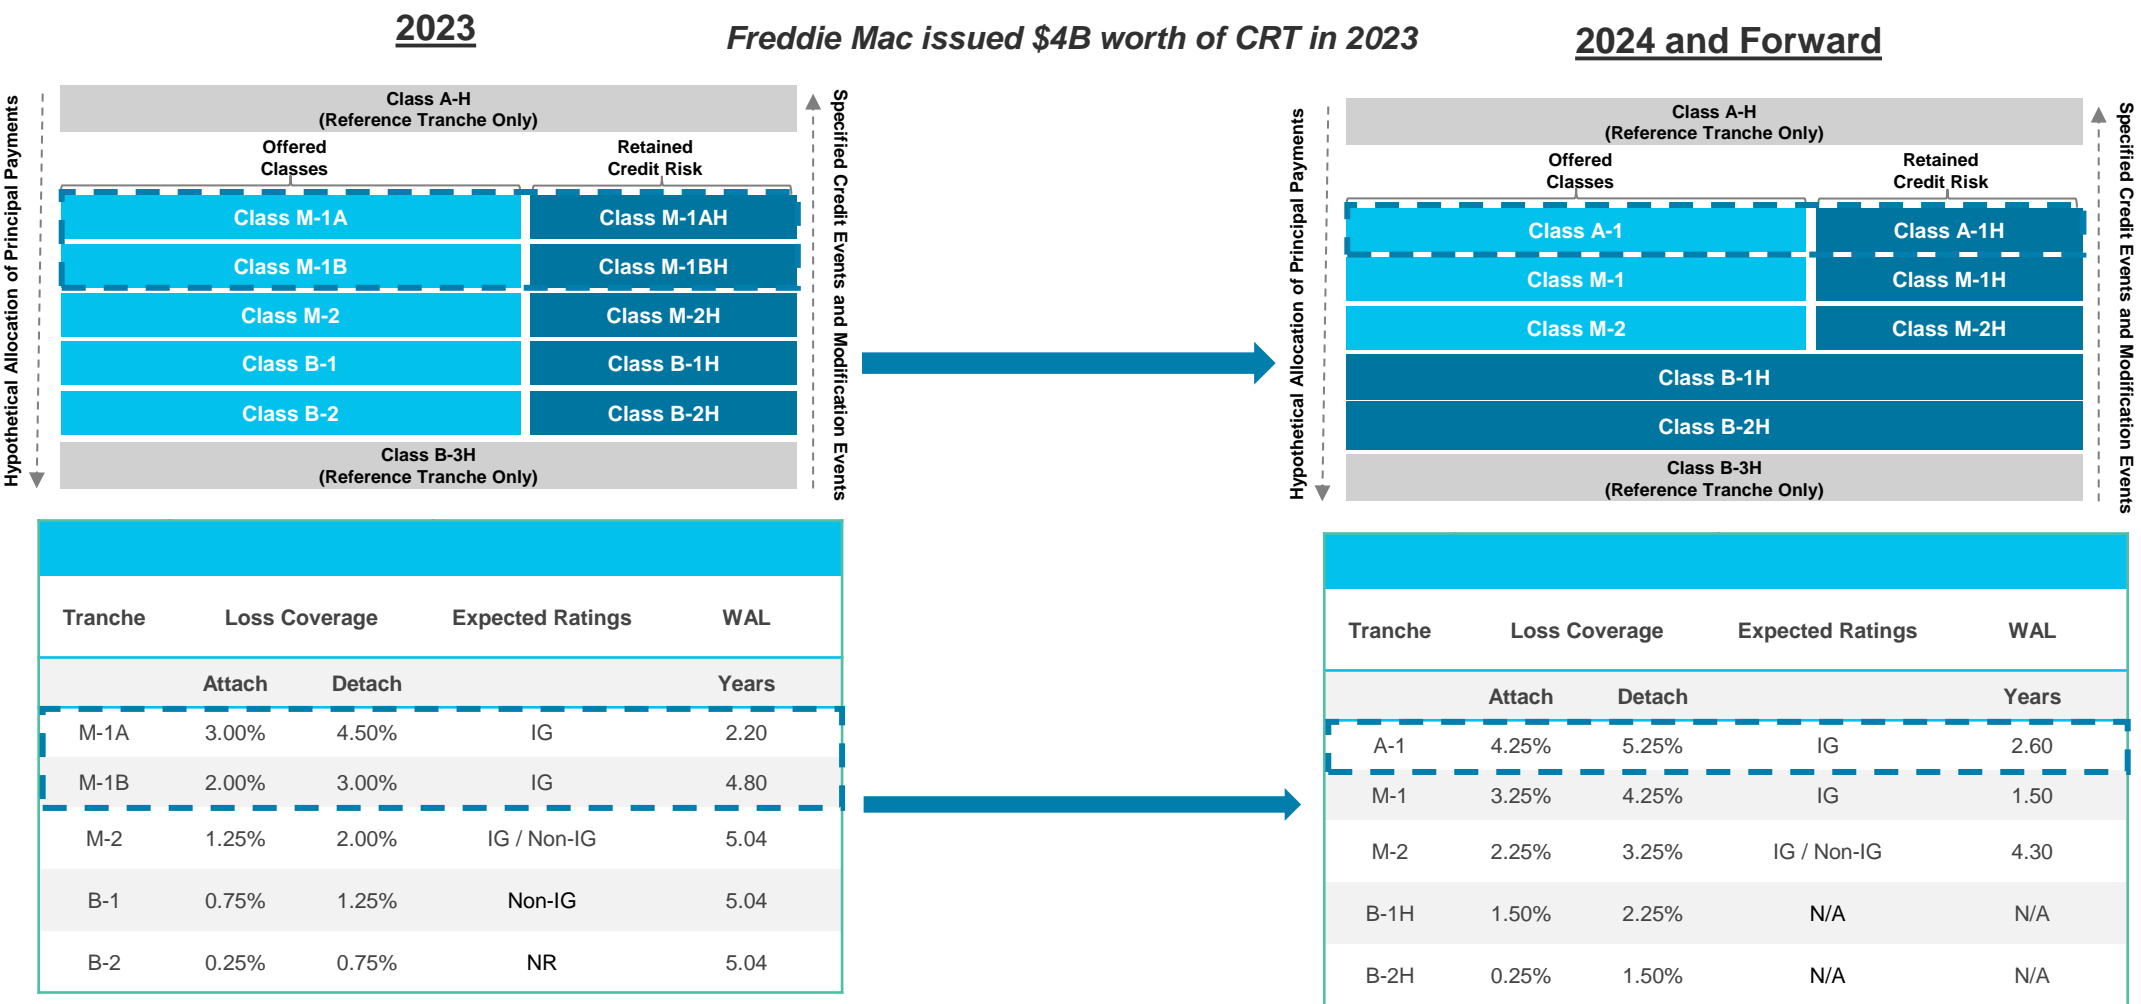 2023
Freddie Mac issued $4B worth of CRT in 2023
2024 and Forward
Hypothetical Allocation of Principal Payments
Class A-H
(Reference Tranche Only)
Offered
Classes
Retained
Credit Risk
Class M-1A
Class M-1AH
Class M-1B
Class M-1BH
Class M-2
Class M-2H
Class B-1
Class B-1H
Class B-2
Class B-2H
Class B-3H
(Reference Tranche Only)
Specified Credit Events and Modification Events
Hypothetical Allocation of Principal Payments
Class A-H
(Reference Tranche Only)
Offered
Classes
Retained
Credit Risk
Class A-1
Class A-1H
Class M-1
Class M-1H
Class M-2
Class M-2H
Class B-1H
Class B-2H
Class B-3H
(Reference Tranche Only)
Specified Credit Events and Modification Events
Tranche Loss Coverage Expected Ratings WAL
Attach Detach Years
M-1A 3.00% 4.50% IG 2.20
M-1B 2.00% 3.00% IG 4.80
M-2 1.25% 2.00% IG / Non-IG 5.04
B-1 0.75% 1.25% Non-IG 5.04
B-2 0.25% 0.75% NR 5.04
Tranche Loss Coverage Expected Ratings WAL
Attach Detach Years
A-1 4.25% 5.25% IG 2.60
M-1 3.25% 4.25% IG 1.50
M-2 2.25% 3.25% IG / Non-IG 4.30
B-1H 1.50% 2.25% N/A N/A
B-2H 0.25% 1.50% N/A N/A